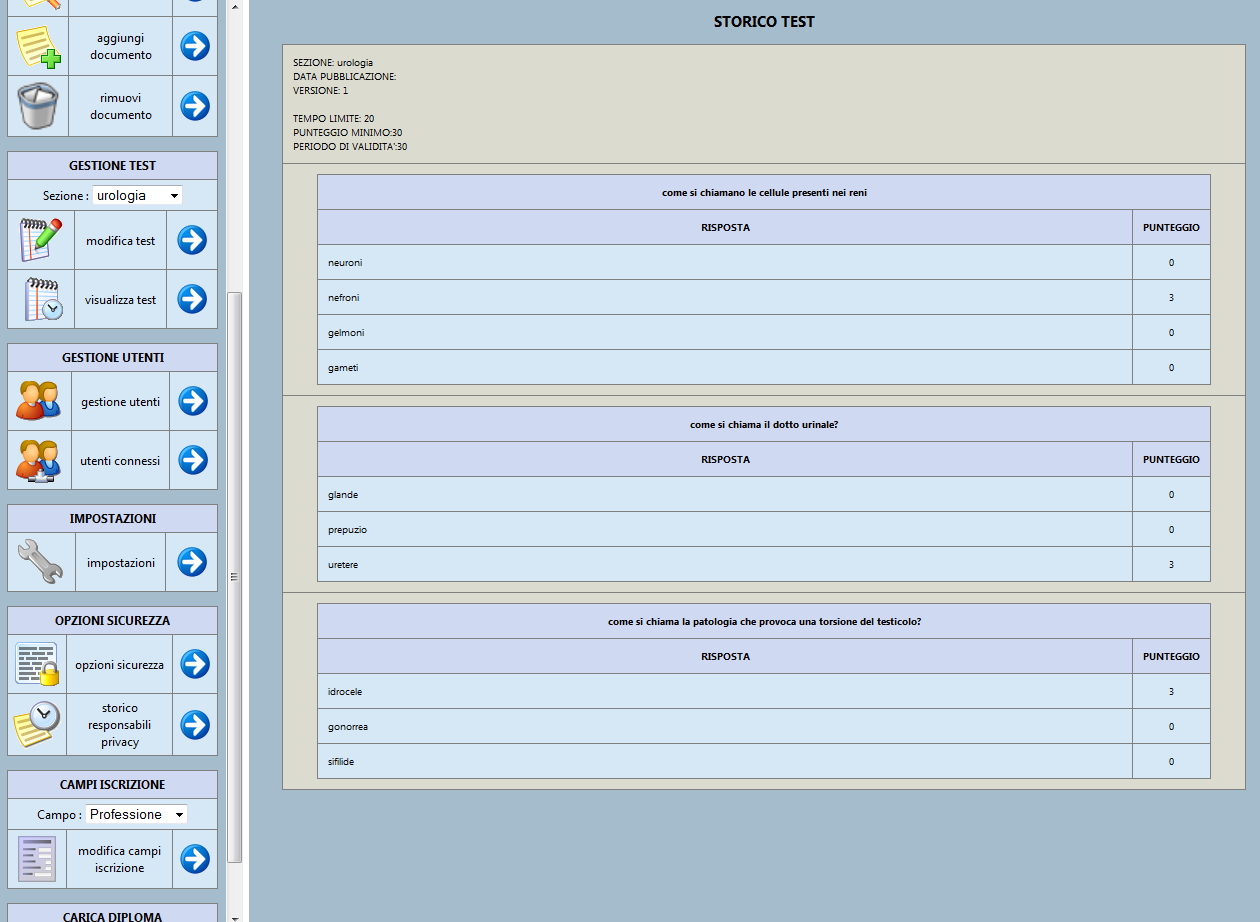 aggiungi
documento
rimuovi
documento
GESTIONE TEST
Sezione : urologia
modifica test
visualizza test
GESTIONE UTENTI
gestione utenti
utenti connessi
IMPOSTAZIONI
impostazioni
OPZIONI SICUREZZA
opzioni sicurezza
storico
responsabili
privacy
CAMPI ISCRIZIONE
Campo : Professione
modifica campi
iscrizione
CARICA DIPLOMA
STORICO TEST
SEZIONE: urologia
DATA PUBBLICAZIONE:
VERSIONE: 1
TEMPO LIMITE: 20
PUNTEGGIO MINIMO:30
PERIODO DI VALIDITA':30
come si chiamano le cellule presenti nei reni
RISPOSTA PUNTEGGIO
neuroni 0
nefroni 3
gelmoni 0
gameti 0
come si chiama il dotto urinale?
RISPOSTA PUNTEGGIO
glande 0
prepuzio 0
uretere 3
come si chiama la patologia che provoca una torsione del testicolo?
RISPOSTA PUNTEGGIO
idrocele 3
gonorrea 0
sifilide 0